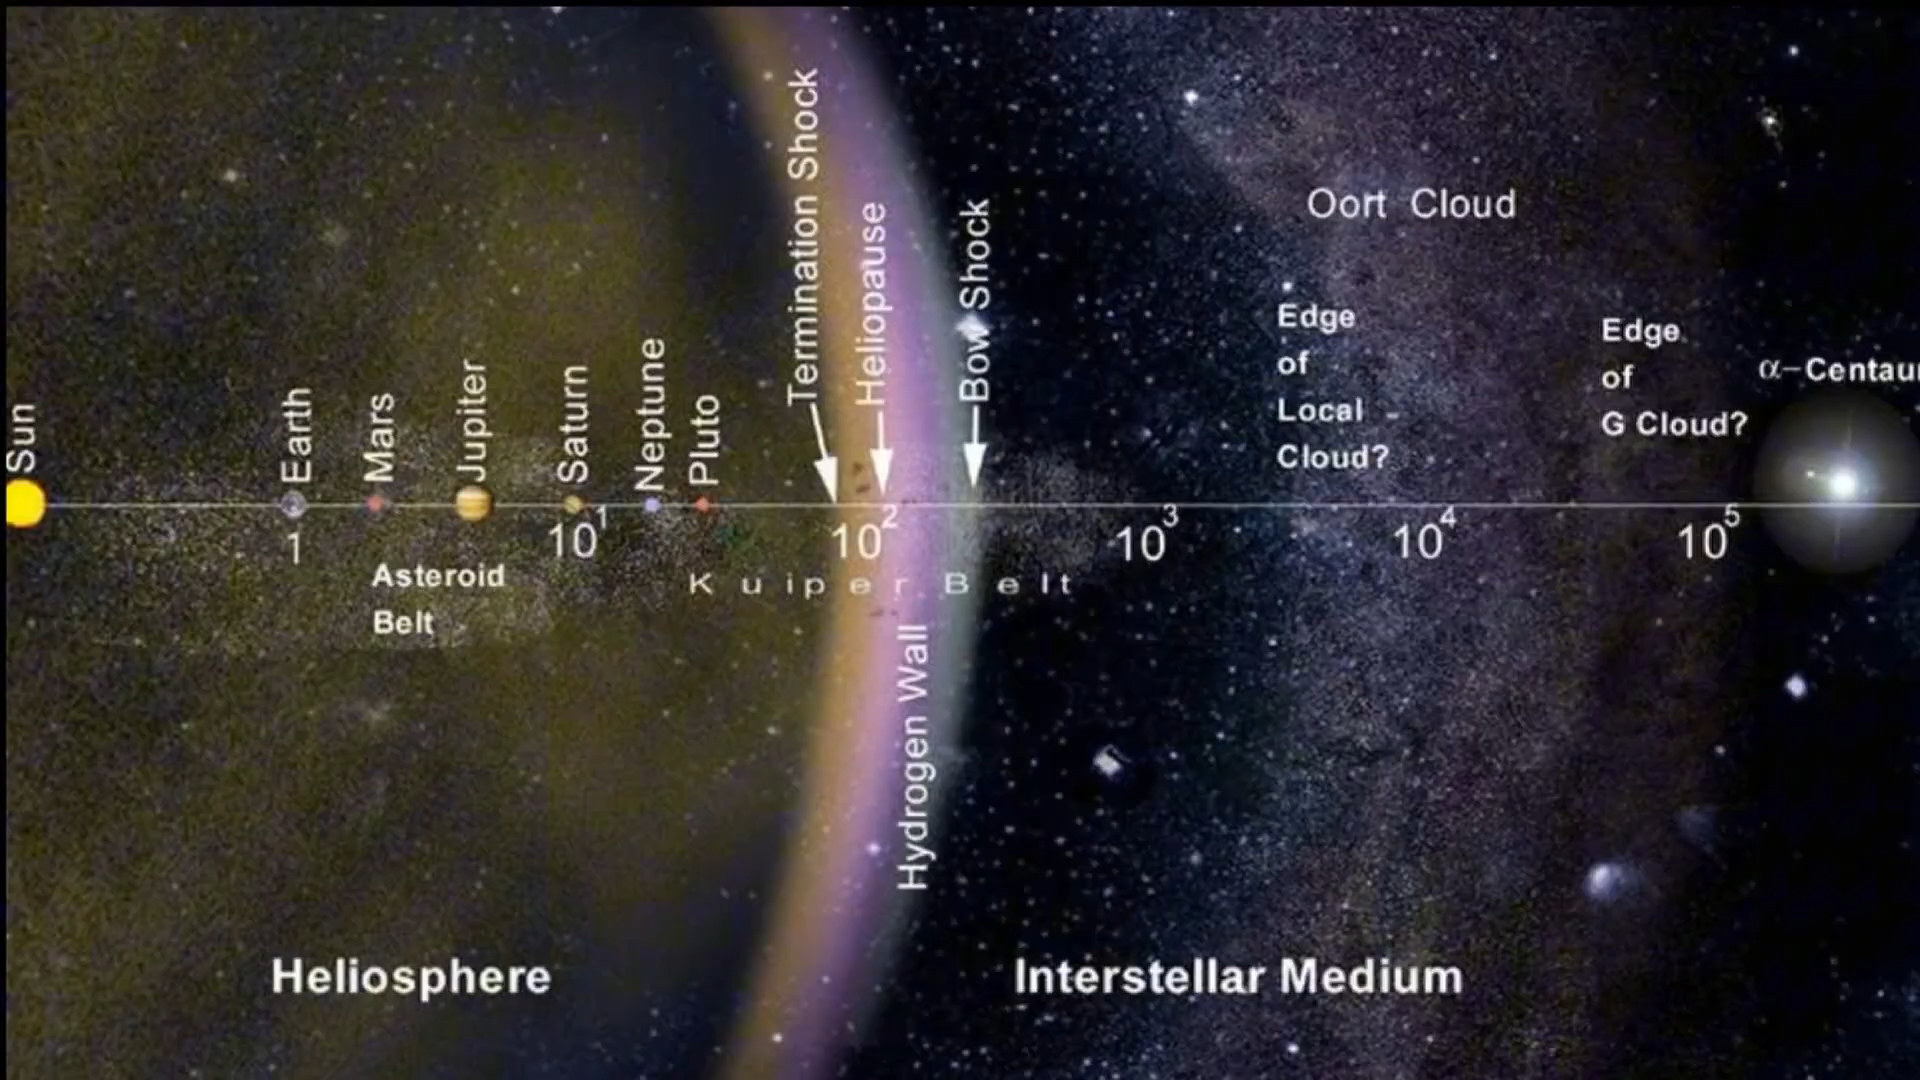 Sun
Earth
Mars
Jupiter
Saturn
Neptune
Pluto
Termination Shock
Heliopause
Bow Shock
Oort Cloud
Edge
of
Local
Cloud?
Edge
of
G Cloud?
α-Centaur
1
10¹
10²
10³
10⁴
10⁵
Asteroid
Belt
Kuiper Belt
Hydrogen Wall
Heliosphere
Interstellar Medium